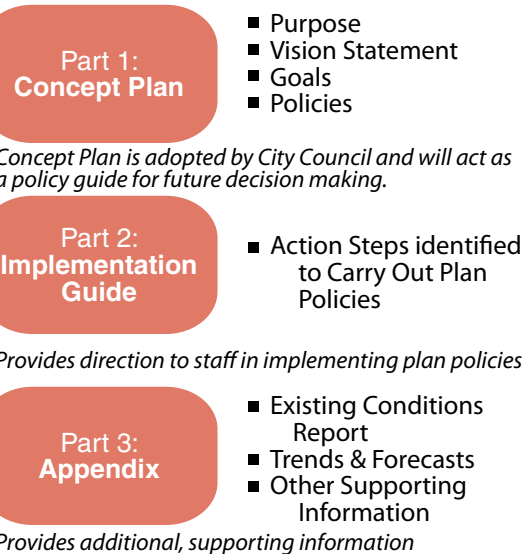 Part 1:
Concept Plan
■ Purpose
■ Vision Statement
■ Goals
■ Policies
Concept Plan is adopted by City Council and will act as
a policy guide for future decision making.
Part 2:
Implementation
Guide
■ Action Steps identified
to Carry Out Plan
Policies
Provides direction to staff in implementing plan policies
Part 3:
Appendix
■ Existing Conditions
Report
■ Trends & Forecasts
■ Other Supporting
Information
Provides additional, supporting information